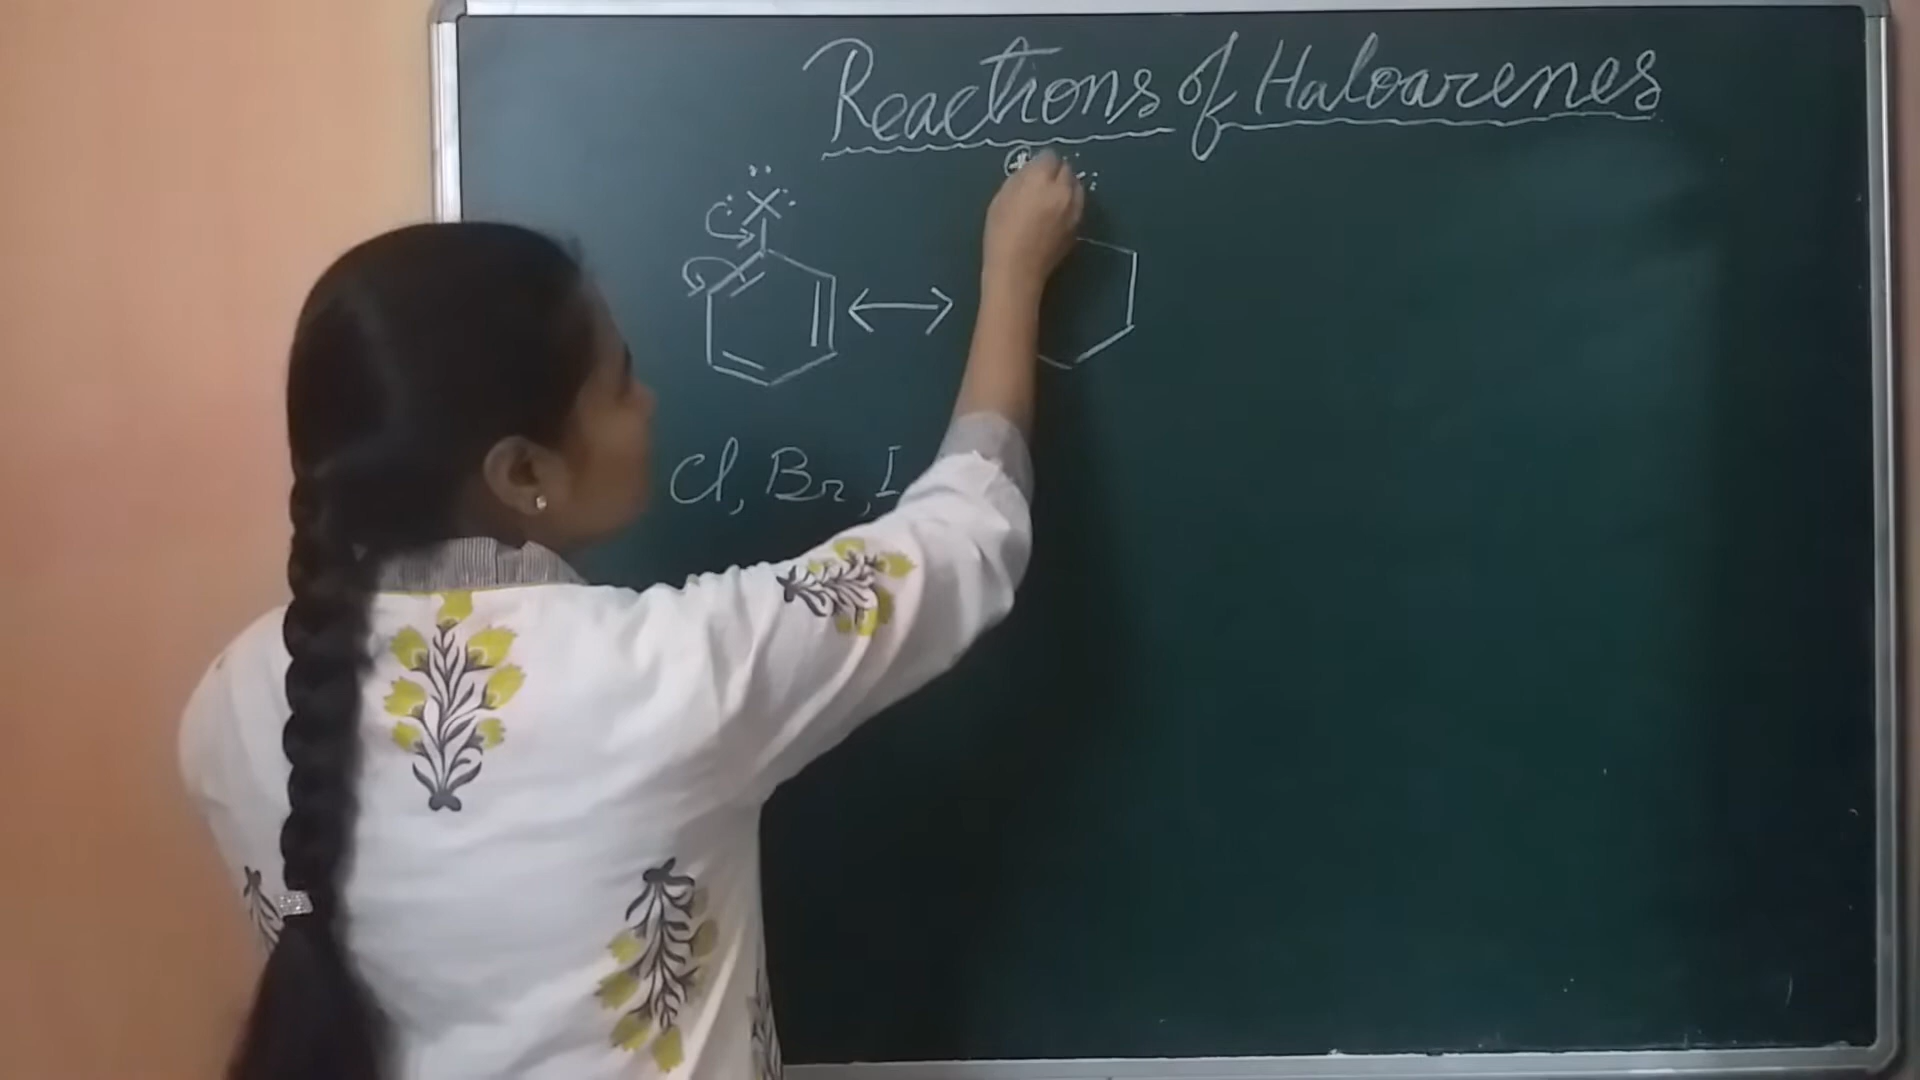 Reactions of Haloarenes
X
Cl, Br, I